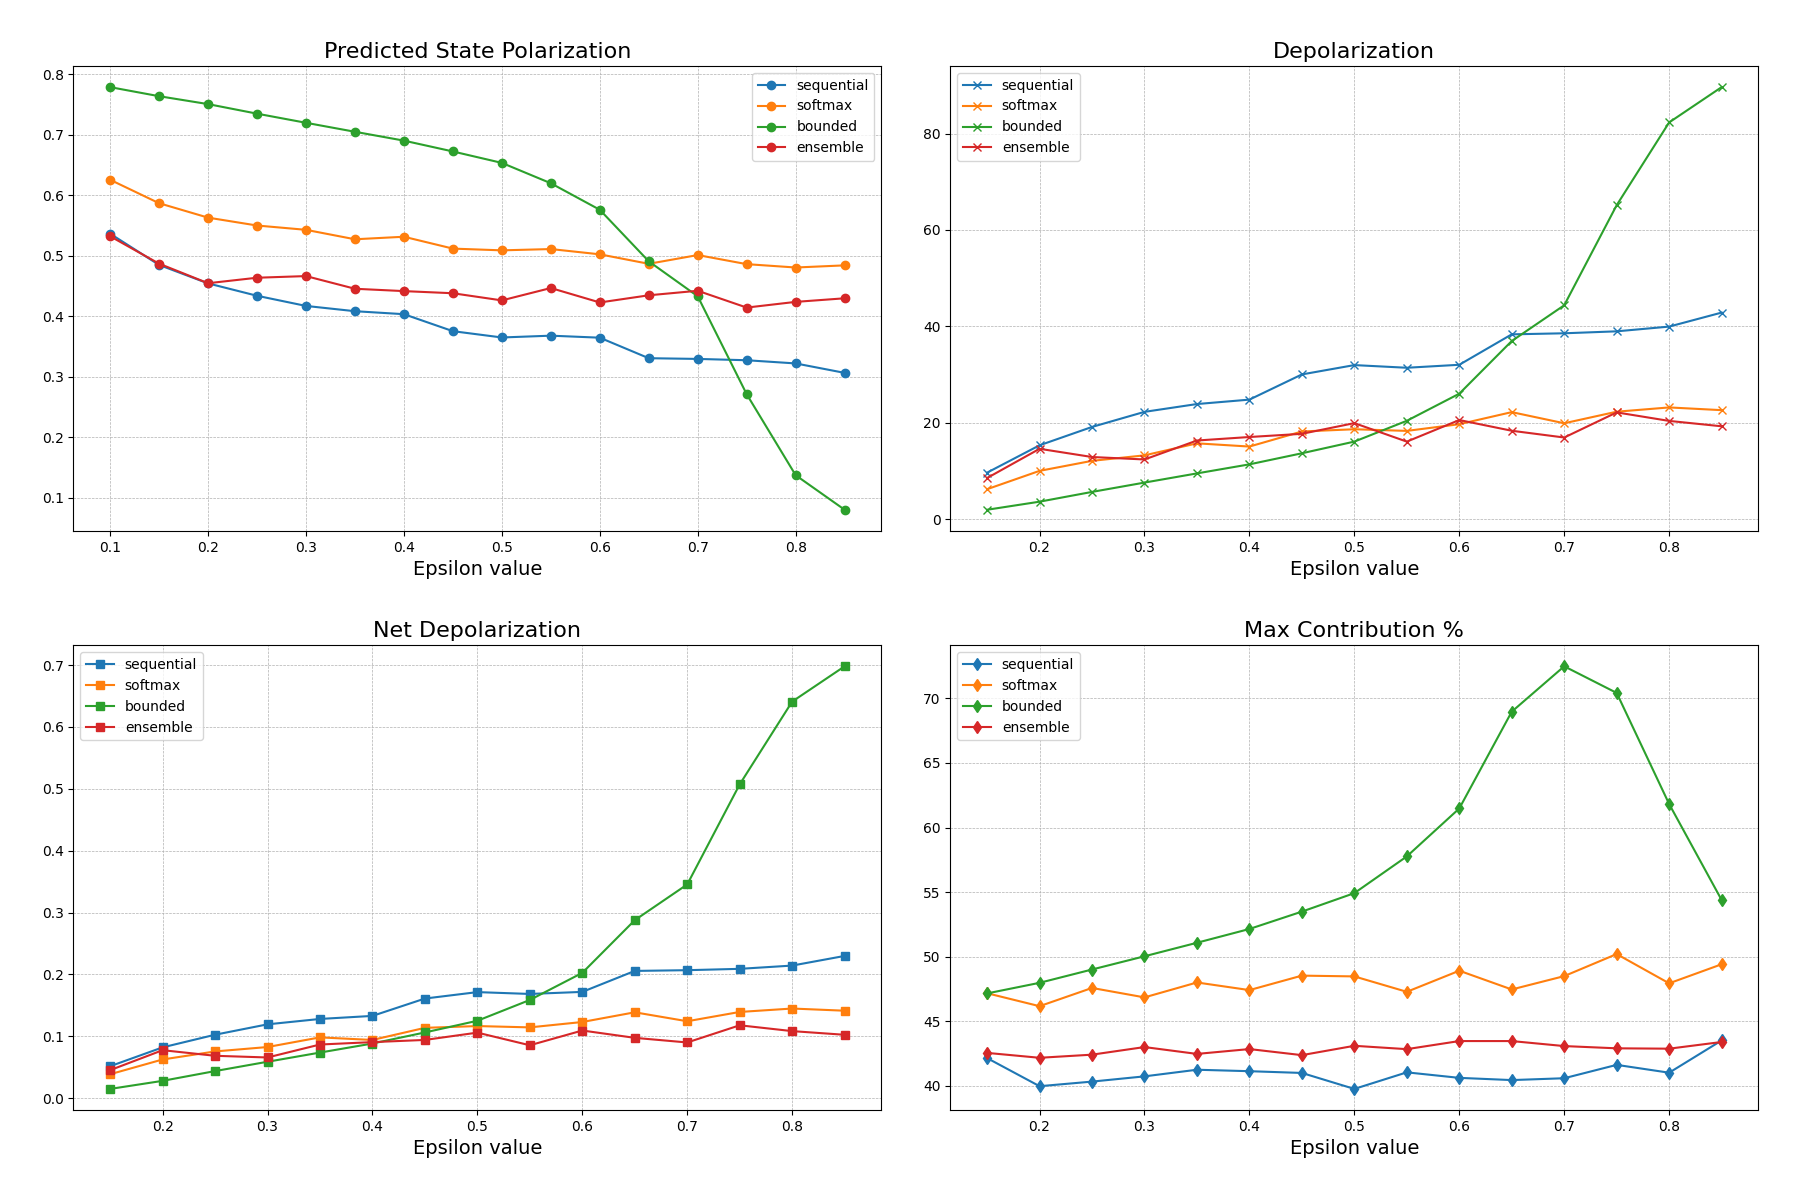 Predicted State Polarization
sequential
softmax
bounded
ensemble
0.8
0.7
0.6
0.5
0.4
0.3
0.2
0.1
0.1 0.2 0.3 0.4 0.5 0.6 0.7 0.8
Epsilon value
Depolarization
sequential
softmax
bounded
ensemble
80
60
40
20
0
0.2 0.3 0.4 0.5 0.6 0.7 0.8
Epsilon value
Net Depolarization
sequential
softmax
bounded
ensemble
0.7
0.6
0.5
0.4
0.3
0.2
0.1
0.0
0.2 0.3 0.4 0.5 0.6 0.7 0.8
Epsilon value
Max Contribution %
sequential
softmax
bounded
ensemble
70
65
60
55
50
45
40
0.2 0.3 0.4 0.5 0.6 0.7 0.8
Epsilon value